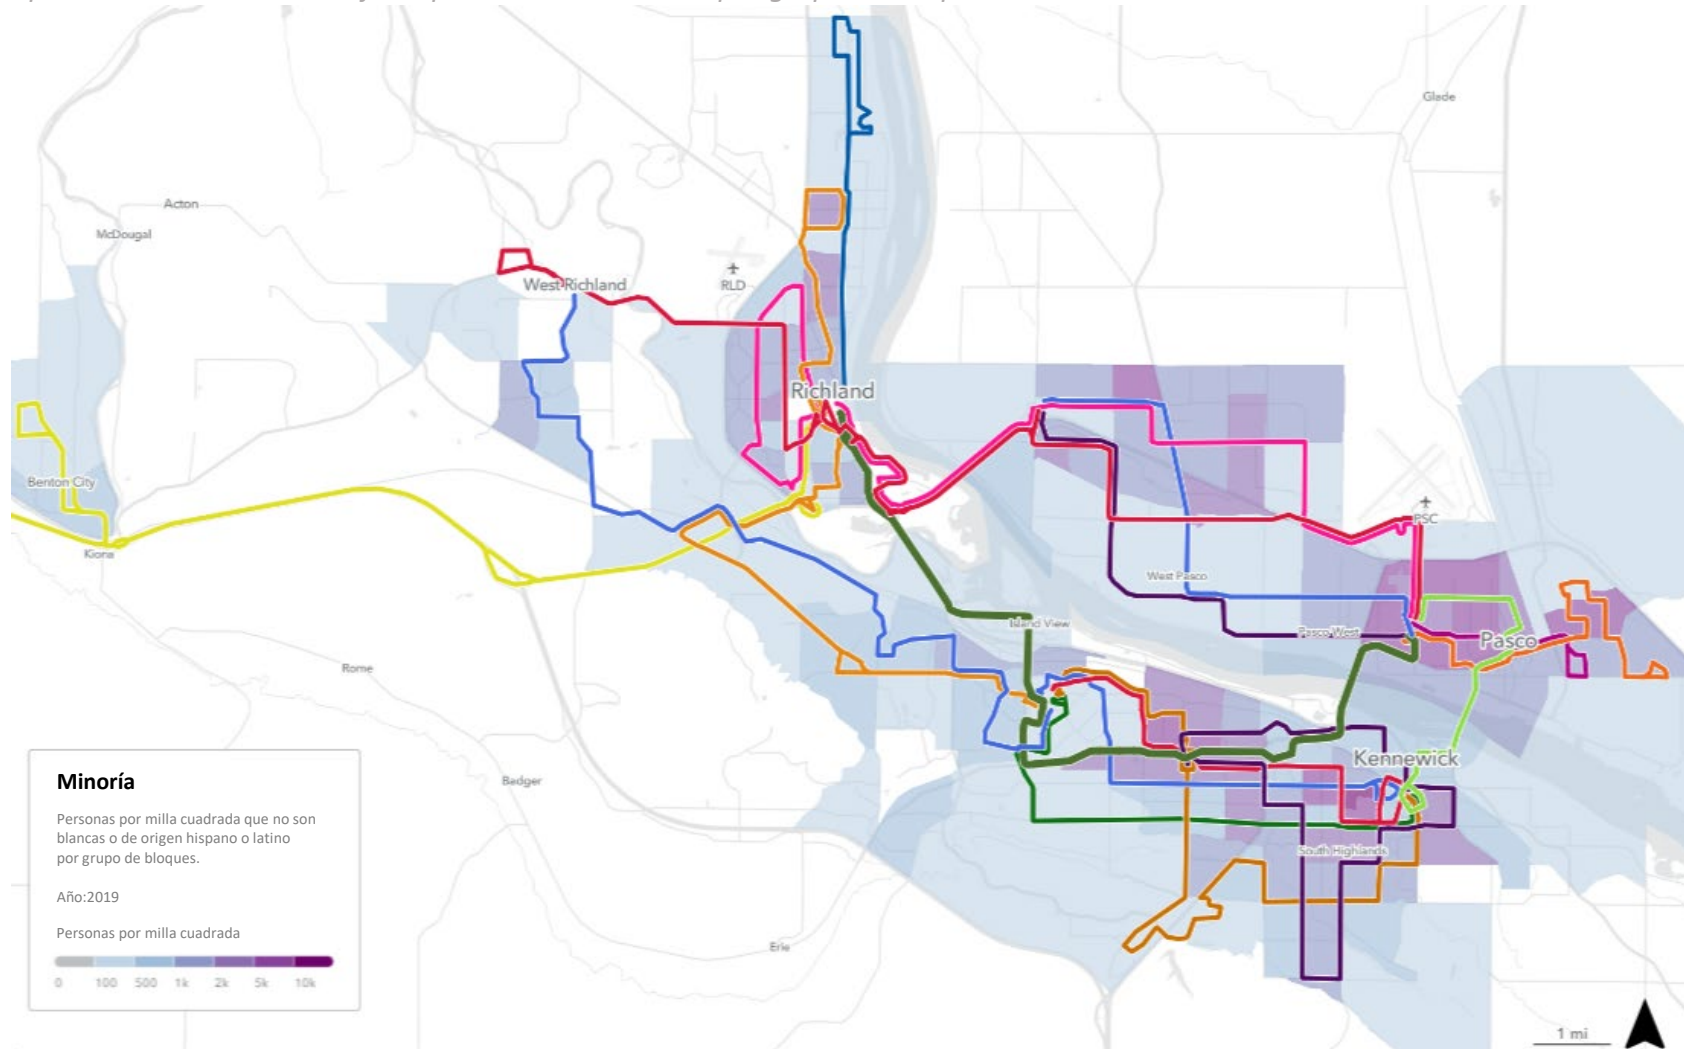 Glade
Acton
McDougal
West Richland
RLD
Richland
Benton City
Kiona
PSC
West Pasco
Island View
Pasco West
Pasco
Rome
Kennewick
Badger
South Highlands
Erie
Minoría
Personas por milla cuadrada que no son
blancas o de origen hispano o latino
por grupo de bloques.
Año:2019
Personas por milla cuadrada
0 100 500 1k 2k 5k 10k
1 mi